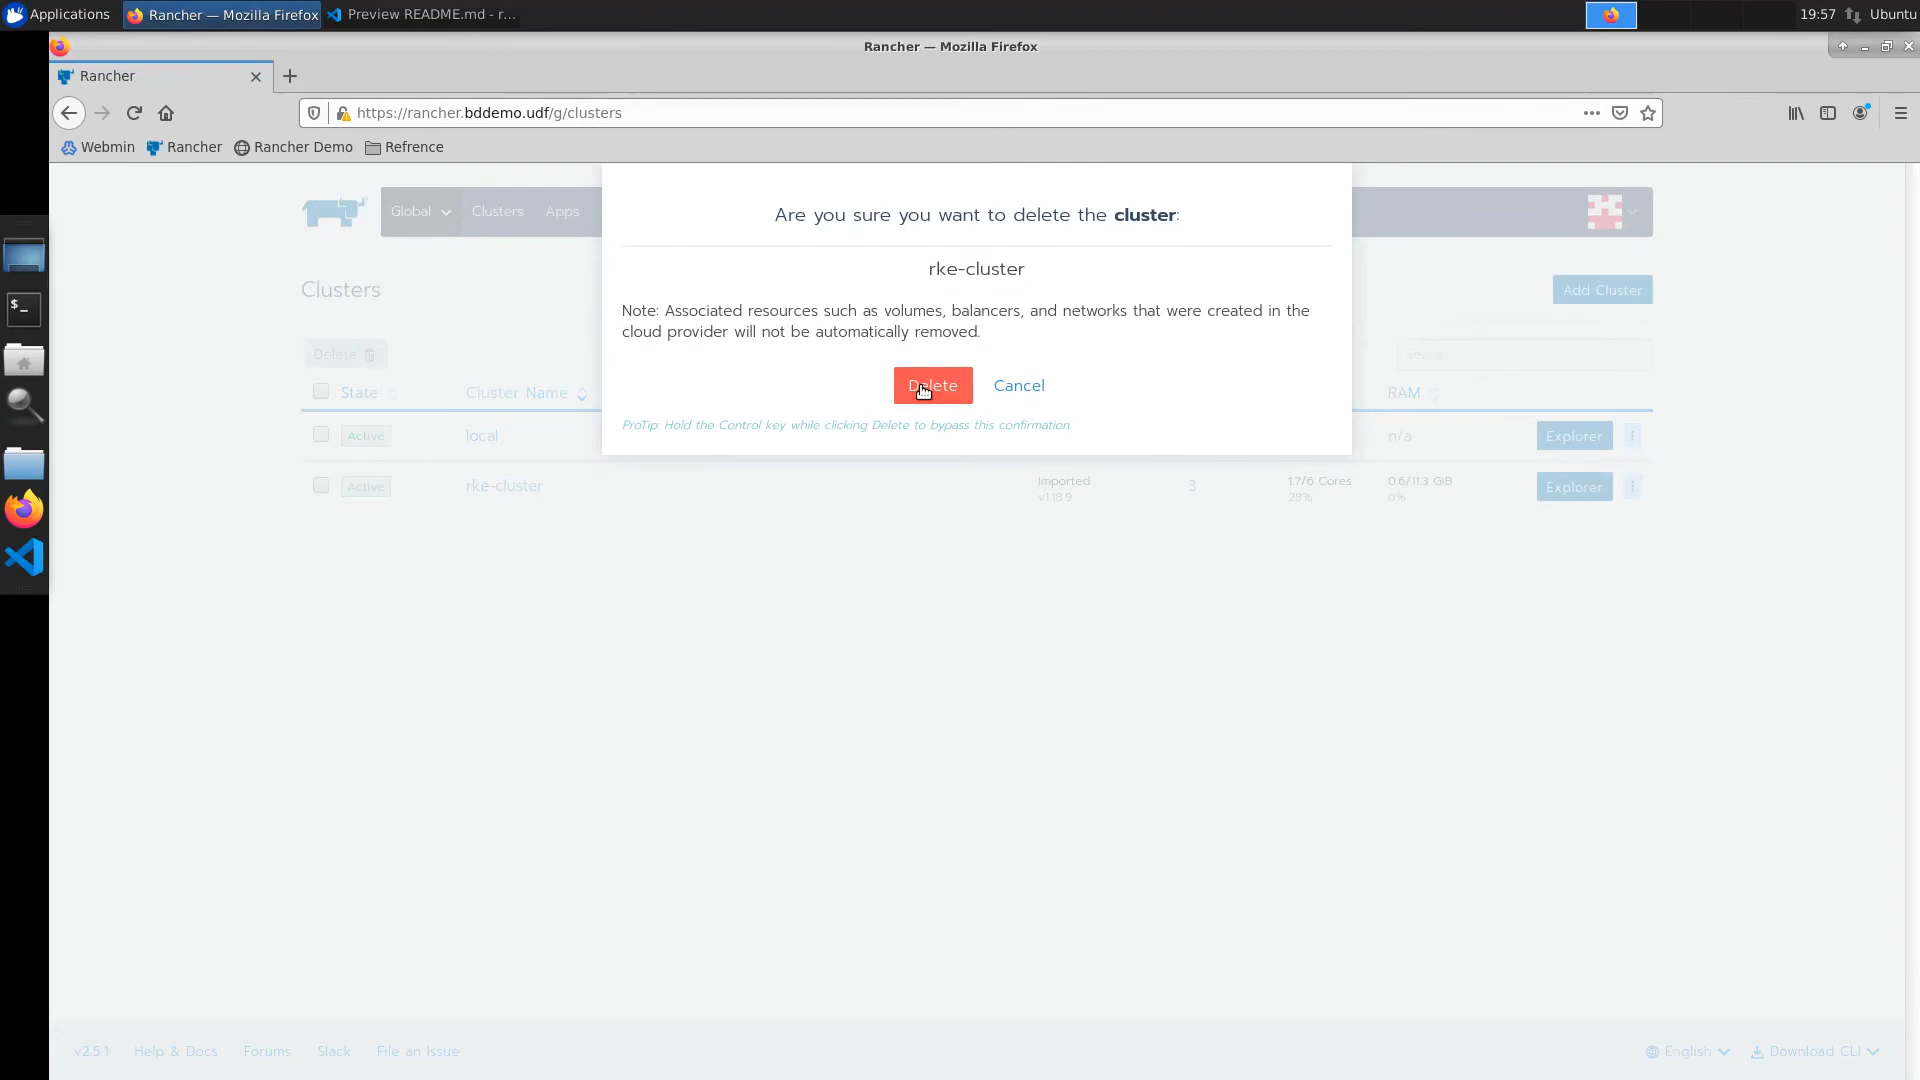 Applications
Rancher — Mozilla Firefox
Preview README.md - r...
19:57
Ubuntu
Rancher — Mozilla Firefox
Rancher
https://rancher.bddemo.udf/g/clusters
Webmin
Rancher
Rancher Demo
Refrence
Global
Clusters
Apps
Are you sure you want to delete the cluster:
rke-cluster
Note: Associated resources such as volumes, balancers, and networks that were created in the
cloud provider will not be automatically removed.
Delete
Cancel
ProTip: Hold the Control key while clicking Delete to bypass this confirmation.
Clusters
Add Cluster
Delete
Search
State
Cluster Name
RAM
Active
local
n/a
Explorer
Active
rke-cluster
Imported
v1.18.9
3
1.7/6 Cores
28%
0.6/11.3 GiB
6%
Explorer
v2.5.1
Help & Docs
Forums
Slack
File an Issue
English
Download CLI